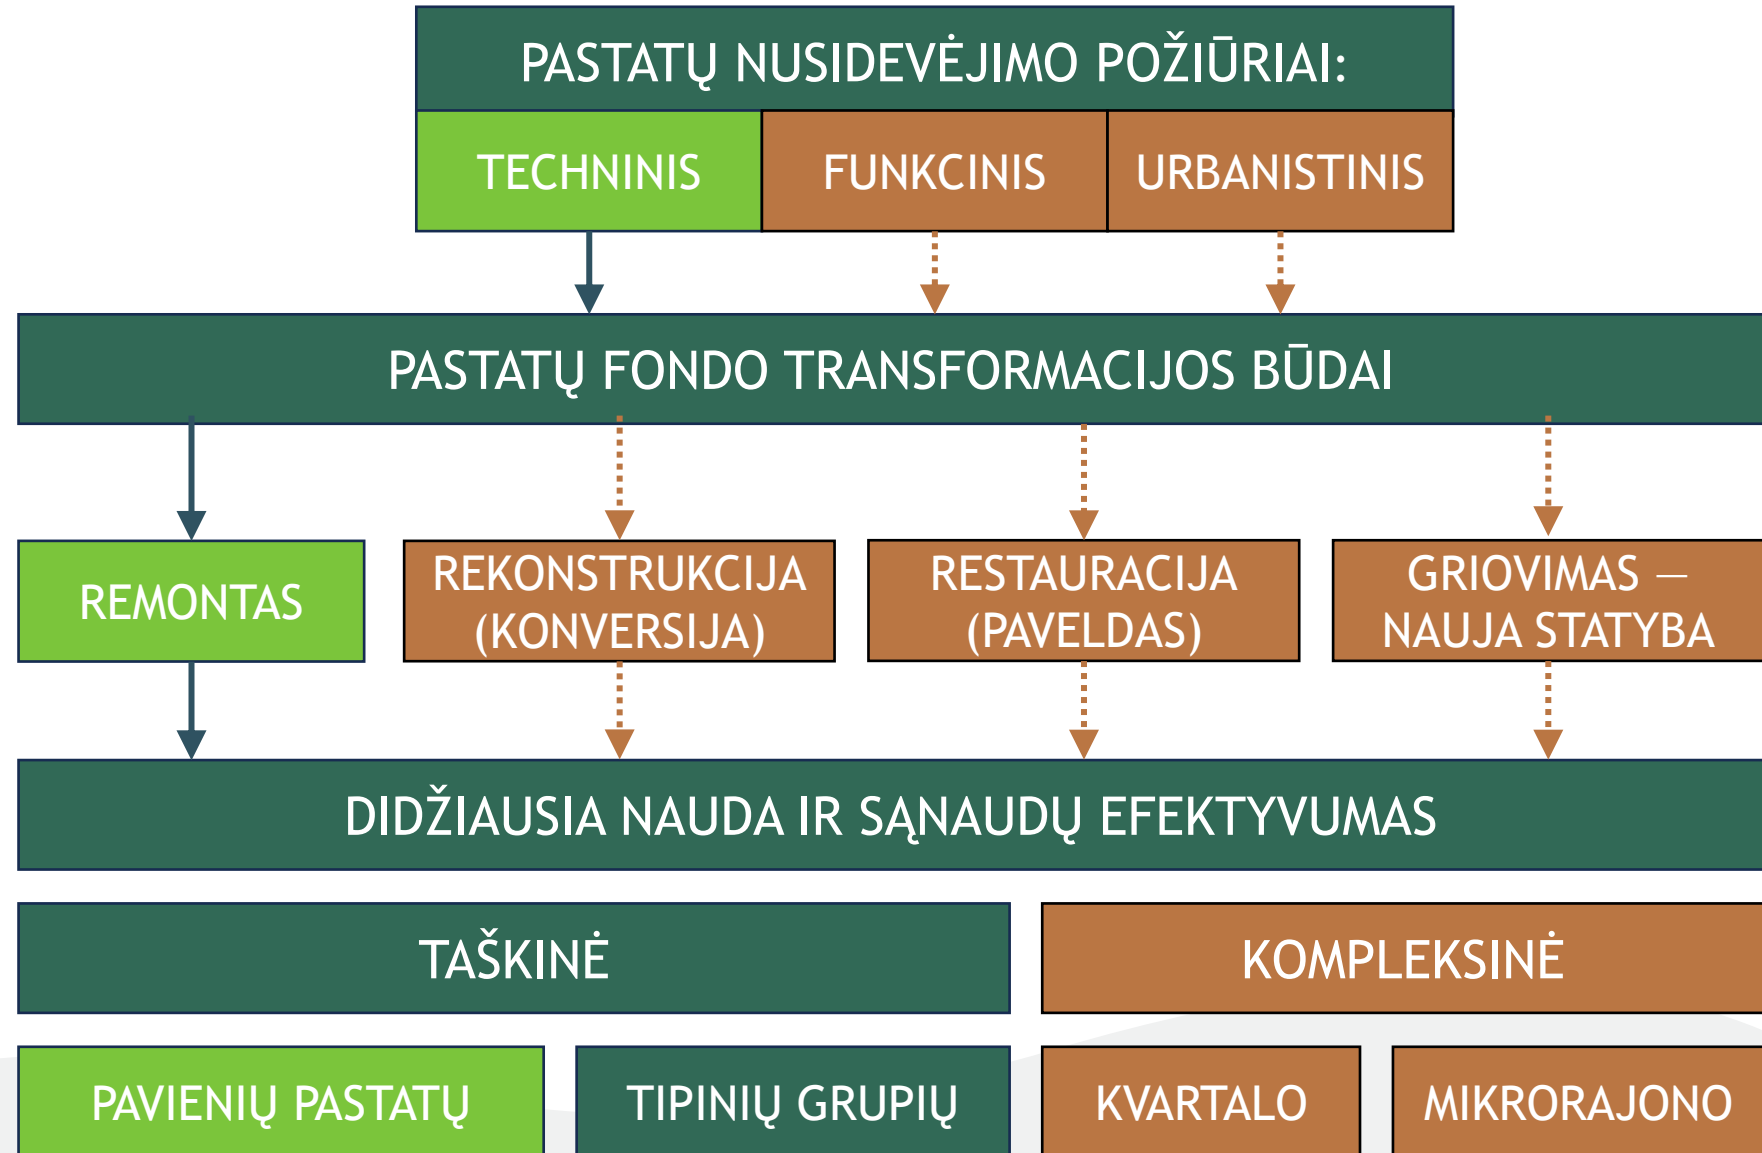 PASTATŲ NUSIDEVĖJIMO POŽIŪRIAI:
TECHNINIS
FUNKCINIS
URBANISTINIS
PASTATŲ FONDO TRANSFORMACIJOS BŪDAI
REMONTAS
REKONSTRUKCIJA
(KONVERSIJA)
RESTAURACIJA
(PAVELDAS)
GRIOVIMAS –
NAUJA STATYBA
DIDŽIAUSIA NAUDA IR SĄNAUDŲ EFEKTYVUMAS
TAŠKINĖ
KOMPLEKSINĖ
PAVIENIŲ PASTATŲ
TIPINIŲ GRUPIŲ
KVARTALO
MIKRORAJONO